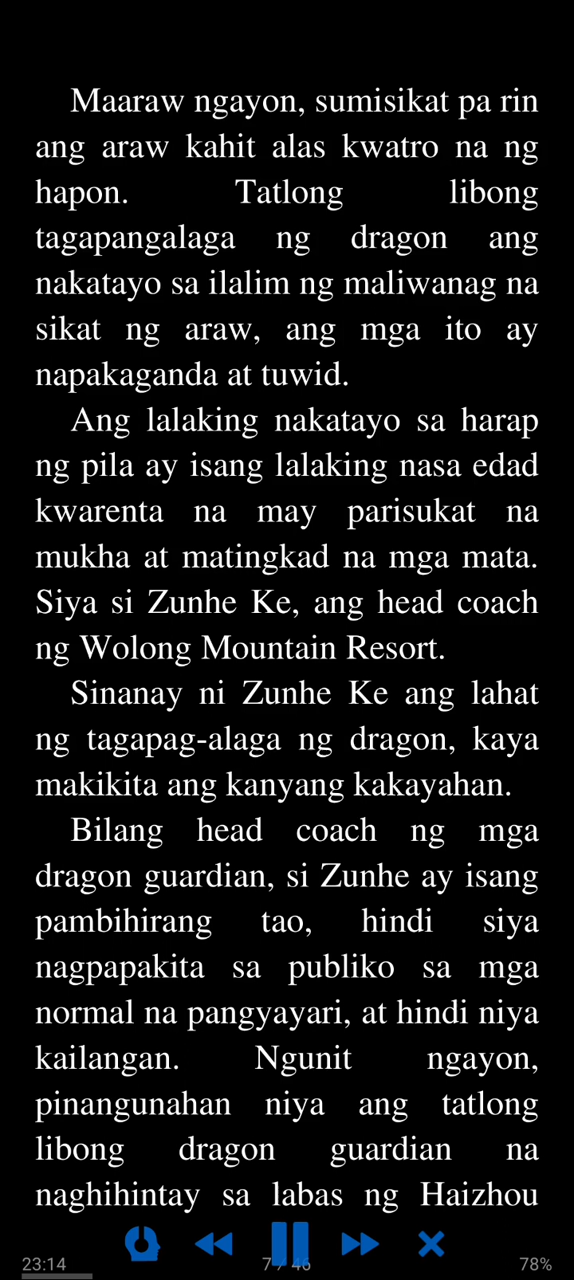 Maaraw ngayon, sumisikat pa rin
ang araw kahit alas kwatro na ng
hapon. Tatlong libong
tagapangalaga ng dragon ang
nakatayo sa ilalim ng maliwanag na
sikat ng araw, ang mga ito ay
napakaganda at tuwid.
Ang lalaking nakatayo sa harap
ng pila ay isang lalaking nasa edad
kwarenta na may parisukat na
mukha at matingkad na mga mata.
Siya si Zunhe Ke, ang head coach
ng Wolong Mountain Resort.
Sinanay ni Zunhe Ke ang lahat
ng tagapag-alaga ng dragon, kaya
makikita ang kanyang kakayahan.
Bilang head coach ng mga
dragon guardian, si Zunhe ay isang
pambihirang tao, hindi siya
nagpapakita sa publiko sa mga
normal na pangyayari, at hindi niya
kailangan. Ngunit ngayon,
pinangunahan niya ang tatlong
libong dragon guardian na
naghihintay sa labas ng Haizhou
23:14 7 / 46 78%